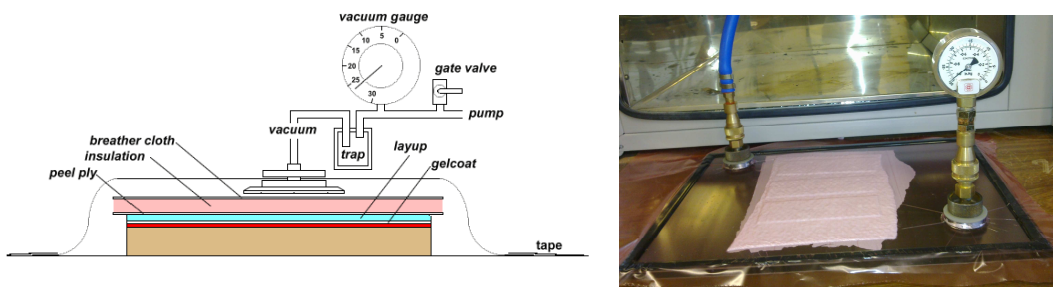 vacuum gauge
5
10
0
15
20
25
30
gate valve
pump
vacuum
trap
breather cloth
insulation
peel ply
layup
gelcoat
tape